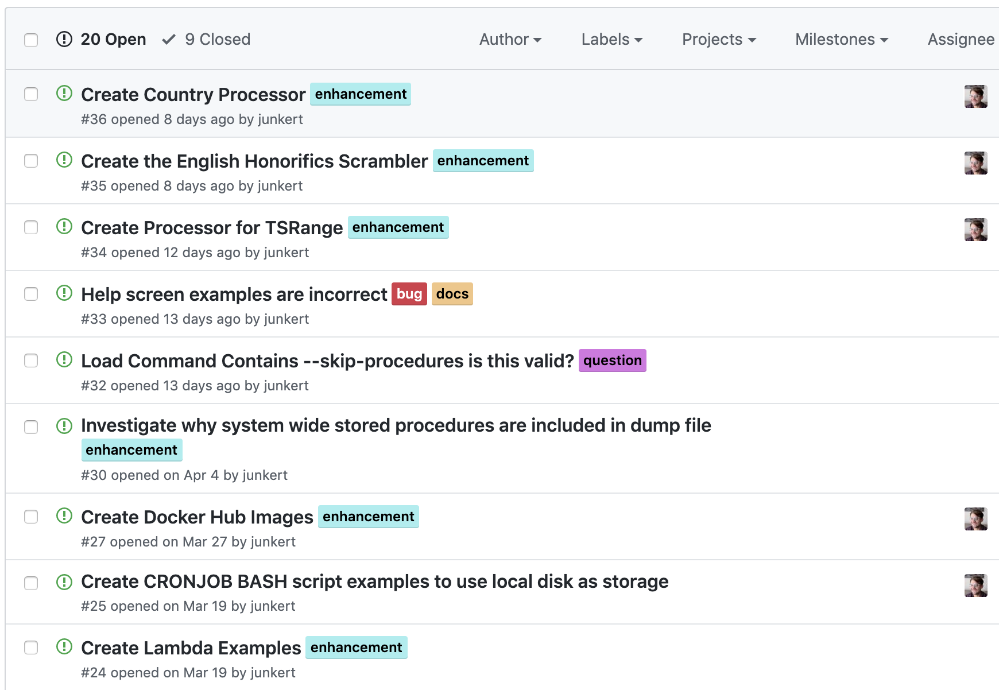 20 Open 9 Closed Author Labels Projects Milestones Assignee
Create Country Processor enhancement
#36 opened 8 days ago by junkert
Create the English Honorifics Scrambler enhancement
#35 opened 8 days ago by junkert
Create Processor for TSRange enhancement
#34 opened 12 days ago by junkert
Help screen examples are incorrect bug docs
#33 opened 13 days ago by junkert
Load Command Contains --skip-procedures is this valid? question
#32 opened 13 days ago by junkert
Investigate why system wide stored procedures are included in dump file
enhancement
#30 opened on Apr 4 by junkert
Create Docker Hub Images enhancement
#27 opened on Mar 27 by junkert
Create CRONJOB BASH script examples to use local disk as storage
#25 opened on Mar 19 by junkert
Create Lambda Examples enhancement
#24 opened on Mar 19 by junkert